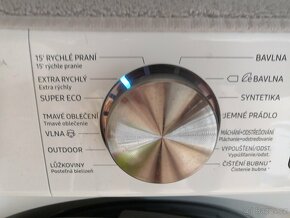 15' RYCHLÉ PRANÍ
15' rýchle pranie
EXTRA RYCHLÝ
Extra rýchly
SUPER ECO
TMAVÉ OBLEČENÍ
Tmavé oblečenie
VLNA
OUTDOOR
LŮŽKOVINY
Posteľná bielizeň
BAVLNA
eBAVLNA
SYNTETIKA
JEMNÉ PRÁDLO
MÁCHÁNÍ+ODSTŘEĎOVÁNÍ
Máchanie+odstreďovanie
VYPOUŠTĚNÍ/ODST.
Vypúšťanie/odst.
ČIŠTĚNÍ BUBNU
Čistenie bubna